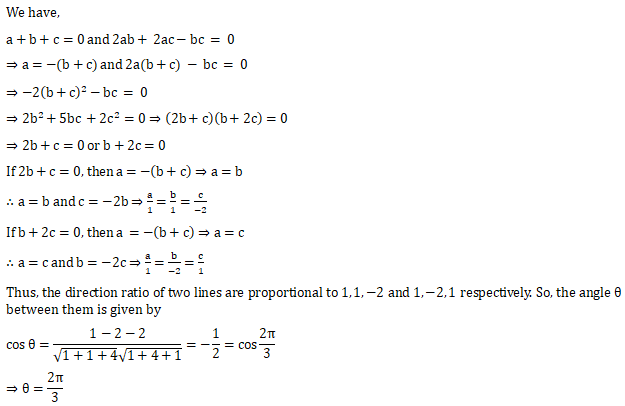 We have,
a + b + c = 0 and 2ab + 2ac − bc = 0
⇒ a = −(b + c) and 2a(b + c) − bc = 0
⇒ −2(b + c)² − bc = 0
⇒ 2b² + 5bc + 2c² = 0 ⇒ (2b + c)(b + 2c) = 0
⇒ 2b + c = 0 or b + 2c = 0
If 2b + c = 0, then a = −(b + c) ⇒ a = b
∴ a = b and c = −2b ⇒ a/1 = b/1 = c/−2
If b + 2c = 0, then a = −(b + c) ⇒ a = c
∴ a = c and b = −2c ⇒ a/1 = b/−2 = c/1
Thus, the direction ratio of two lines are proportional to 1, 1, −2 and 1, −2, 1 respectively. So, the angle θ
between them is given by
cos θ = (1 − 2 − 2)/(√1 + 1 + 4 √1 + 4 + 1) = −1/2 = cos 2π/3
⇒ θ = 2π/3